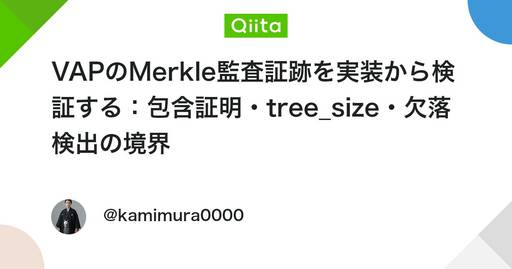 Qiita
VAPのMerkle監査証跡を実装から検
証する：包含証明・tree_size・欠落
検出の境界
@kamimura0000